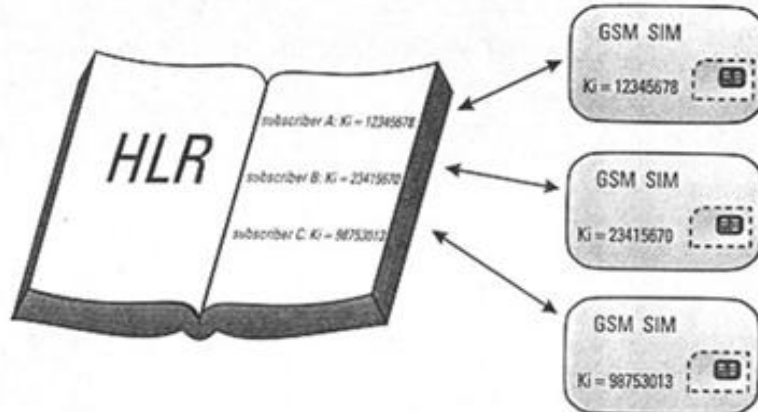 HLR
subscriber A: Ki = 12345678
subscriber B: Ki = 23415670
subscriber C: Ki = 98753013
GSM SIM
Ki = 12345678
GSM SIM
Ki = 23415670
GSM SIM
Ki = 98753013